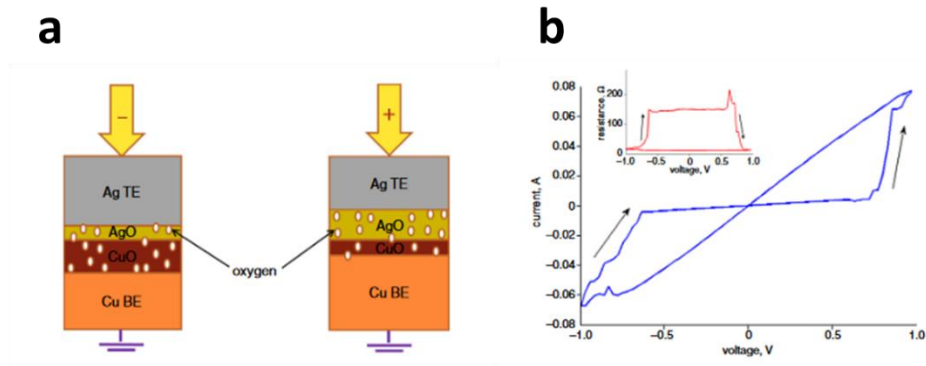 a
−
+
Ag TE
AgO
CuO
Cu BE
oxygen
Ag TE
AgO
CuO
Cu BE
b
0.08
0.06
0.04
0.02
0
−0.02
−0.04
−0.06
−0.08
current, A
−1.0
−0.5
0
0.5
1.0
voltage, V
200
100
0
resistance, Ω
−1.0
−0.5
0
0.5
1.0
voltage, V